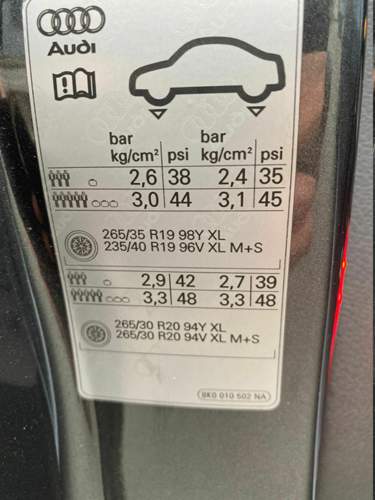 Audi
bar bar
kg/cm² psi kg/cm² psi
2,6 38 2,4 35
3,0 44 3,1 45
265/35 R19 98Y XL
235/40 R19 96V XL M+S
2,9 42 2,7 39
3,3 48 3,3 48
265/30 R20 94Y XL
265/30 R20 94V XL M+S
8K0 010 502 NA